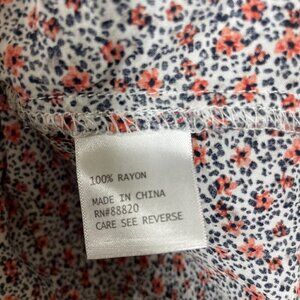 100% RAYON
MADE IN CHINA
RN#88820
CARE SEE REVERSE